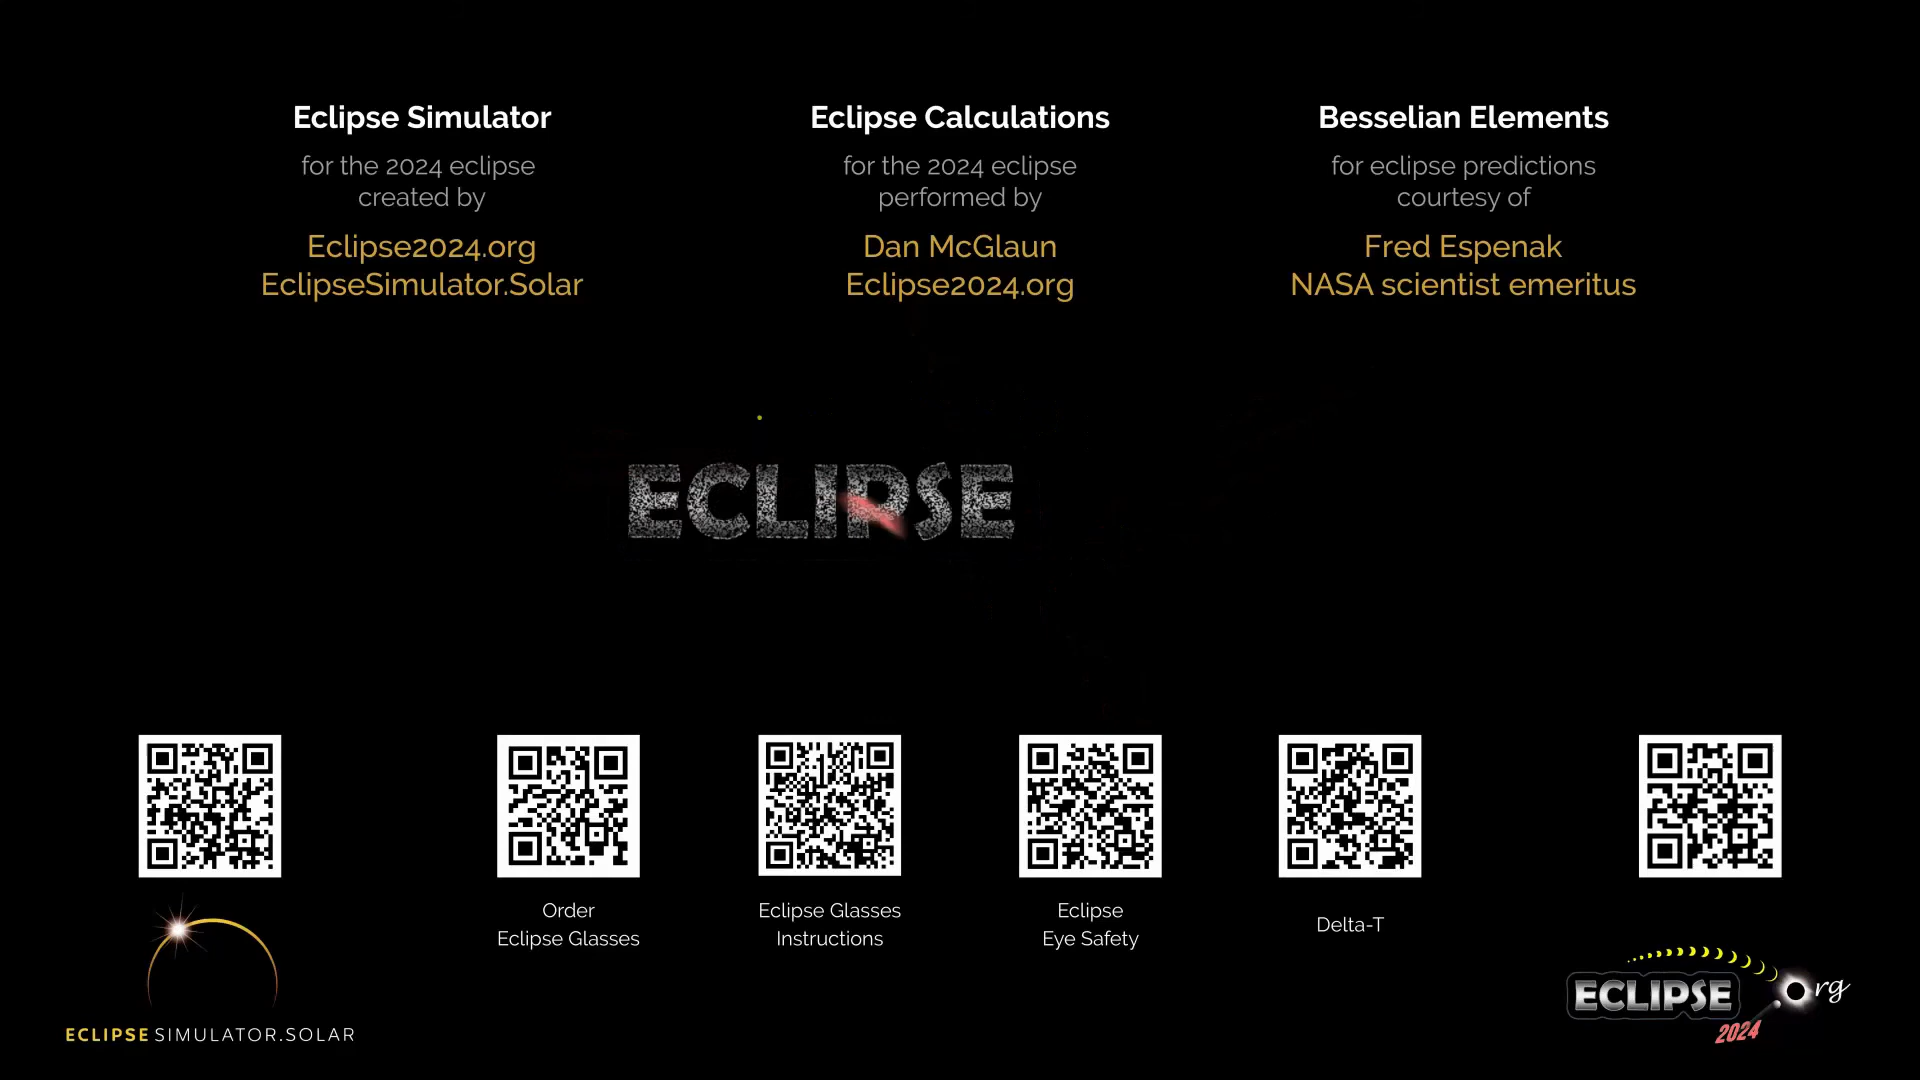 Eclipse Simulator
for the 2024 eclipse
created by
Eclipse2024.org
EclipseSimulator.Solar
Eclipse Calculations
for the 2024 eclipse
performed by
Dan McGlaun
Eclipse2024.org
Besselian Elements
for eclipse predictions
courtesy of
Fred Espenak
NASA scientist emeritus
ECLIPSE
Order
Eclipse Glasses
Eclipse Glasses
Instructions
Eclipse
Eye Safety
Delta-T
ECLIPSESIMULATOR.SOLAR
ECLIPSE Org
2024